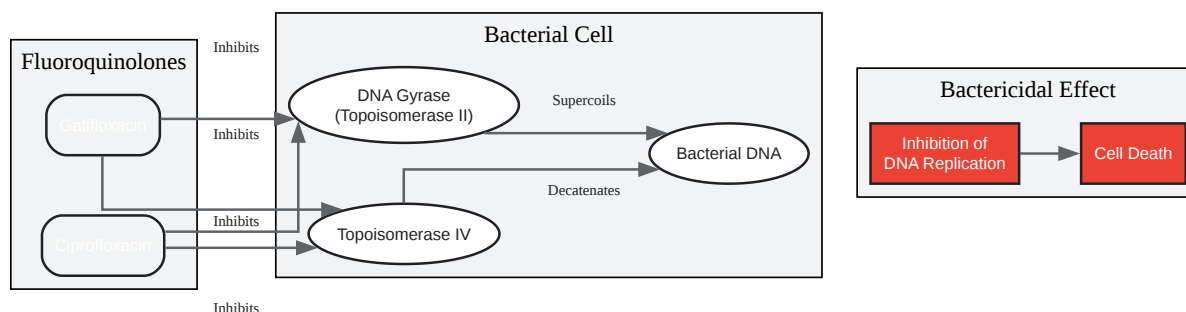 Fluoroquinolones
Gatifloxacin
Ciprofloxacin
Inhibits
Inhibits
Inhibits
Inhibits
Bacterial Cell
DNA Gyrase
(Topoisomerase II)
Topoisomerase IV
Supercoils
Decatenates
Bacterial DNA
Bactericidal Effect
Inhibition of
DNA Replication
Cell Death